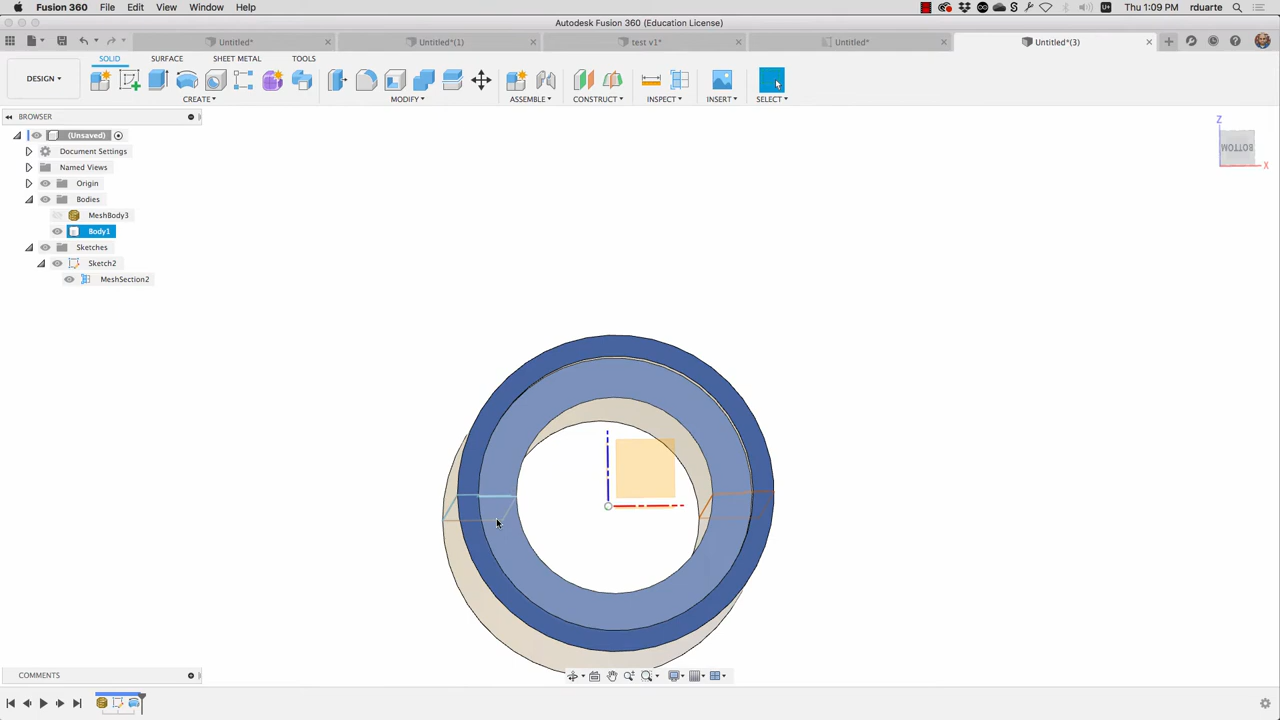 Fusion 360 File Edit View Window Help Thu 1:09 PM rduarte
Autodesk Fusion 360 (Education License)
Untitled* Untitled*(1) test v1* Untitled* Untitled*(3)
SOLID SURFACE SHEET METAL TOOLS
DESIGN
CREATE MODIFY ASSEMBLE CONSTRUCT INSPECT INSERT SELECT
BROWSER
(Unsaved)
Document Settings
Named Views
Origin
Bodies
MeshBody3
Body1
Sketches
Sketch2
MeshSection2
Z
BOTTOM
X
COMMENTS